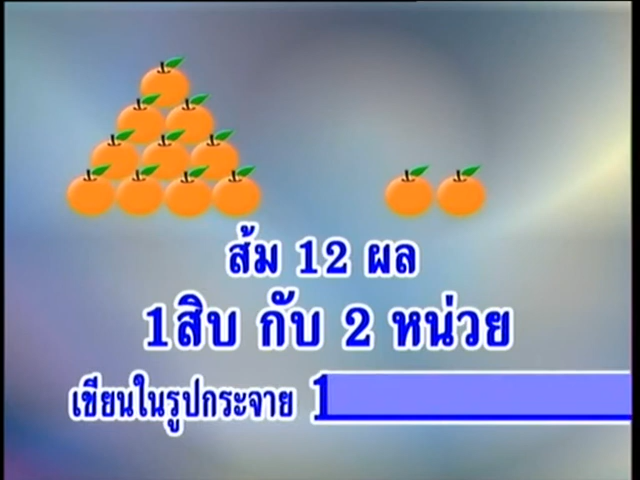 ส้ม 12 ผล
1สิบ กับ 2 หน่วย
เขียนในรูปกระจาย 1